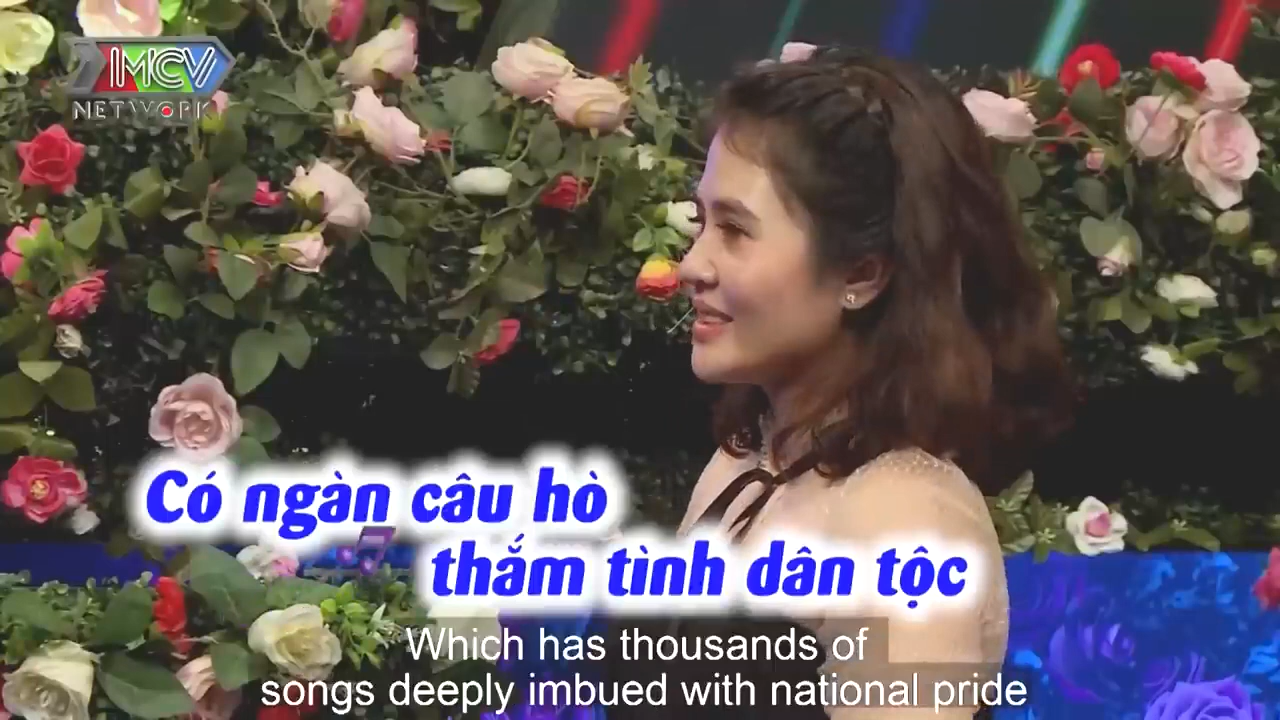 MCV
NETWORK
Có ngàn câu hò
thắm tình dân tộc
Which has thousands of
songs deeply imbued with national pride